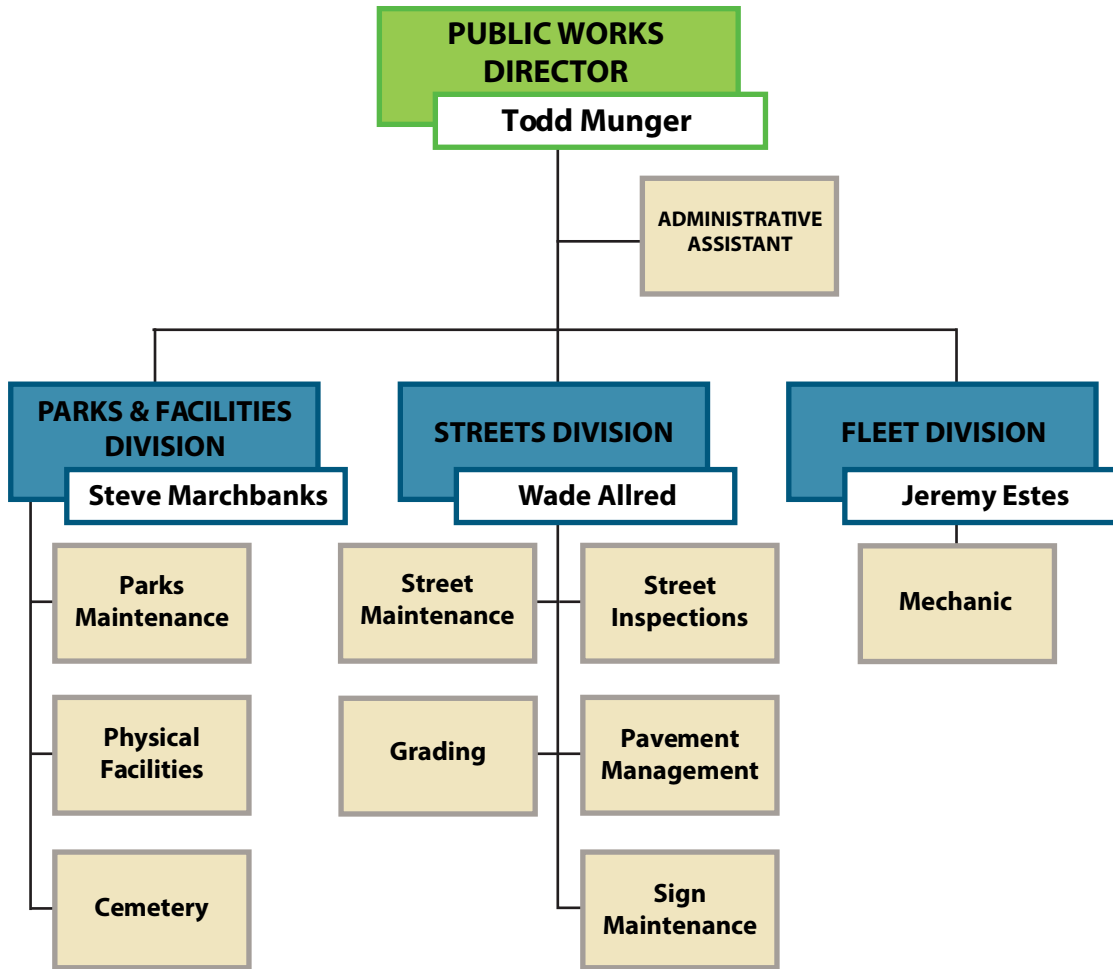 PUBLIC WORKS
DIRECTOR
Todd Munger
ADMINISTRATIVE
ASSISTANT
PARKS & FACILITIES
DIVISION
Steve Marchbanks
STREETS DIVISION
Wade Allred
FLEET DIVISION
Jeremy Estes
Parks
Maintenance
Physical
Facilities
Cemetery
Street
Maintenance
Street
Inspections
Grading
Pavement
Management
Sign
Maintenance
Mechanic